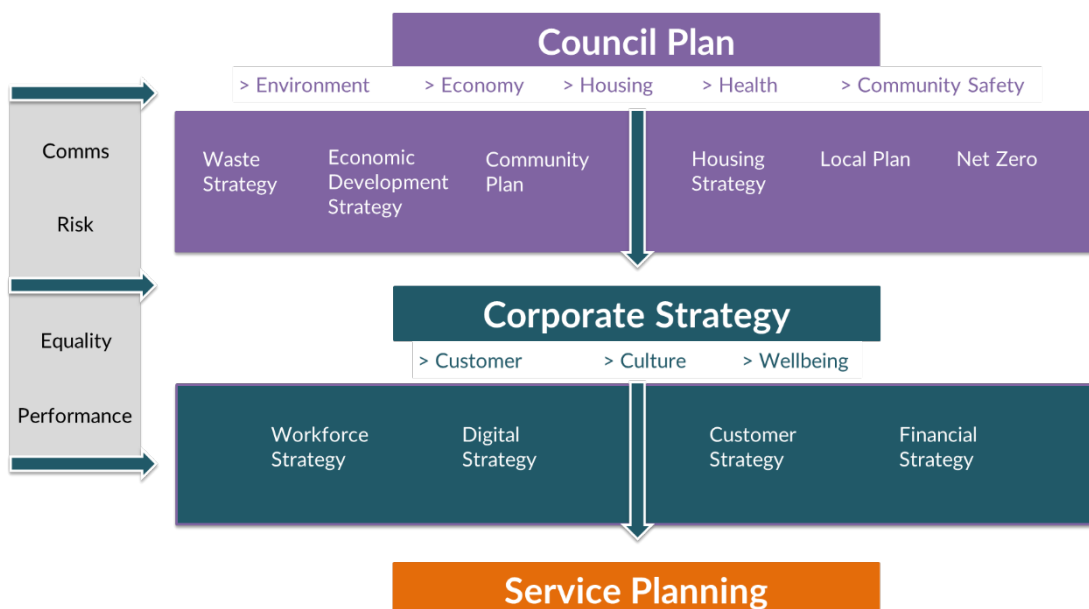 Council Plan
> Environment > Economy > Housing > Health > Community Safety
Comms
Risk
Equality
Performance
Waste
Strategy
Economic
Development
Strategy
Community
Plan
Housing
Strategy
Local Plan
Net Zero
Corporate Strategy
> Customer > Culture > Wellbeing
Workforce
Strategy
Digital
Strategy
Customer
Strategy
Financial
Strategy
Service Planning